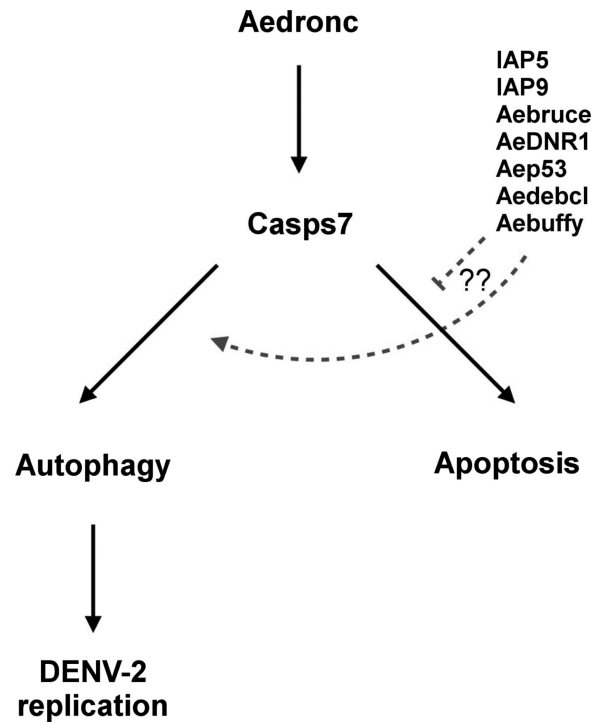 Aedronc
IAP5
IAP9
Aebruce
AeDNR1
Aep53
Aedebcl
Aebuffy
Casps7
??
Autophagy
Apoptosis
DENV-2
replication